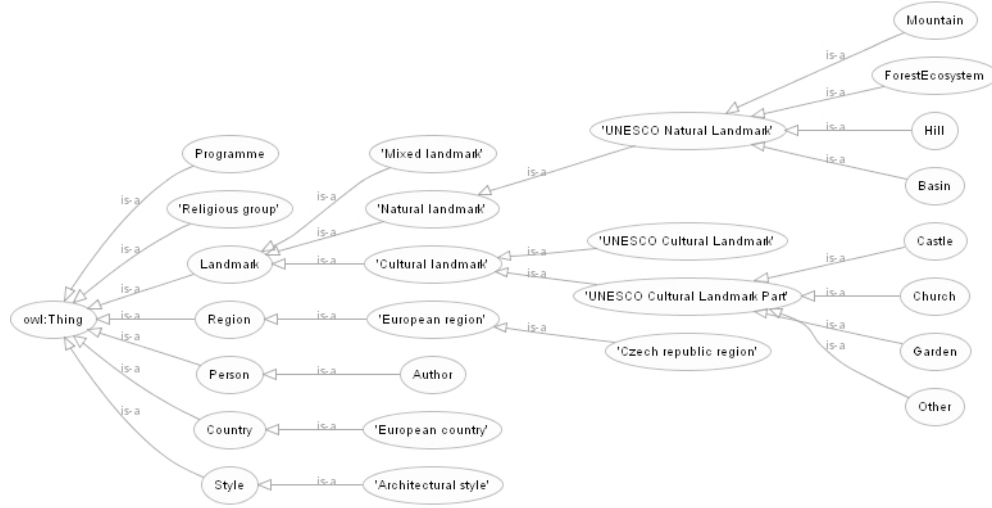 Mountain
is-a
ForestEcosystem
is-a
'UNESCO Natural Landmark'
is-a
Hill
Programme
'Mixed landmark'
is-a
is-a
Basin
is-a
is-a
'Religious group'
'Natural landmark'
is-a
'UNESCO Cultural Landmark'
Castle
is-a
is-a
Landmark
is-a
'Cultural landmark'
is-a
is-a
'UNESCO Cultural Landmark Part'
is-a
Church
is-a
owl:Thing
is-a
Region
is-a
'European region'
is-a
is-a
is-a
'Czech republic region'
is-a
Garden
is-a
Person
is-a
Author
Other
is-a
Country
is-a
'European country'
Style
is-a
'Architectural style'